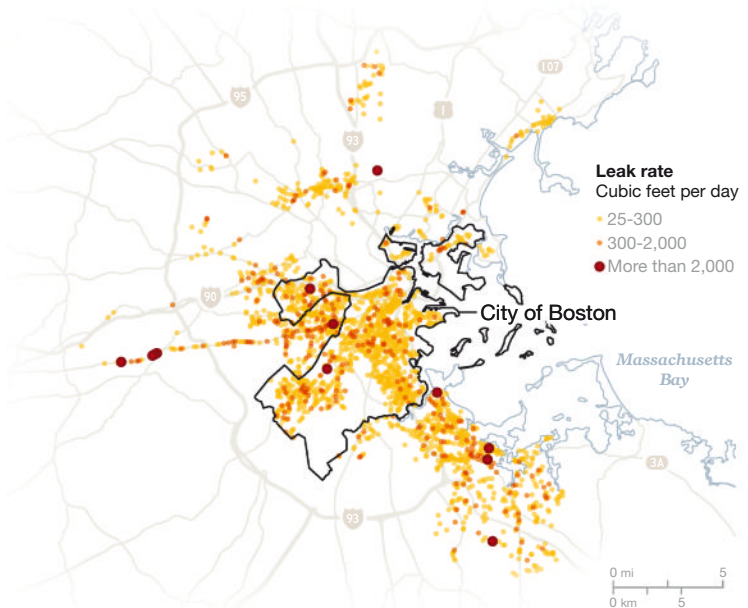 107
95
1
93
Leak rate
Cubic feet per day
25-300
300-2,000
More than 2,000
90
City of Boston
Massachusetts
Bay
3A
93
0 mi 5
0 km 5